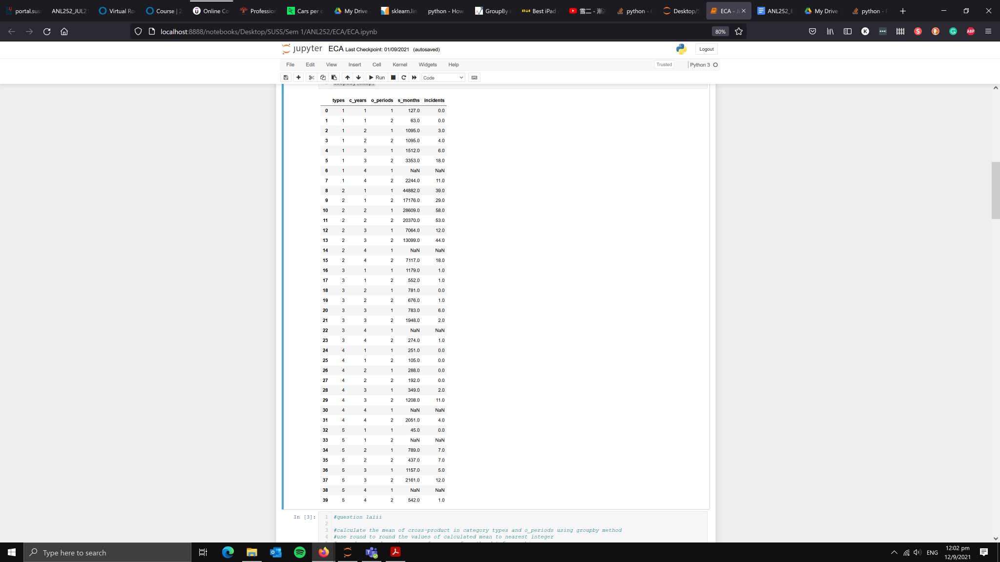 portal.sus ANL252_JUL2 Virtual Ro Course | 2 Online Co Profession Cars per c My Drive sklearn.lin python - How GroupBy Best iPad 雪二 - 漸 python - Desktop/S ECA - J ANL252_E My Drive python - F
localhost:8888/notebooks/Desktop/SUSS/Sem 1/ANL252/ECA/ECA.ipynb 80%
jupyter ECA Last Checkpoint: 01/09/2021 (autosaved) Logout
File Edit View Insert Cell Kernel Widgets Help Trusted Python 3
Run Code
types c_years o_periods s_months incidents
0 1 1 1 127.0 0.0
1 1 1 2 63.0 0.0
2 1 2 1 1095.0 3.0
3 1 2 2 1095.0 4.0
4 1 3 1 1512.0 6.0
5 1 3 2 3353.0 18.0
6 1 4 1 NaN NaN
7 1 4 2 2244.0 11.0
8 2 1 1 44882.0 39.0
9 2 1 2 17176.0 29.0
10 2 2 1 28609.0 58.0
11 2 2 2 20370.0 53.0
12 2 3 1 7064.0 12.0
13 2 3 2 13099.0 44.0
14 2 4 1 NaN NaN
15 2 4 2 7117.0 18.0
16 3 1 1 1179.0 1.0
17 3 1 2 552.0 1.0
18 3 2 1 781.0 0.0
19 3 2 2 676.0 1.0
20 3 3 1 783.0 6.0
21 3 3 2 1948.0 2.0
22 3 4 1 NaN NaN
23 3 4 2 274.0 1.0
24 4 1 1 251.0 0.0
25 4 1 2 105.0 0.0
26 4 2 1 288.0 0.0
27 4 2 2 192.0 0.0
28 4 3 1 349.0 2.0
29 4 3 2 1208.0 11.0
30 4 4 1 NaN NaN
31 4 4 2 2051.0 4.0
32 5 1 1 45.0 0.0
33 5 1 2 NaN NaN
34 5 2 1 789.0 7.0
35 5 2 2 437.0 7.0
36 5 3 1 1157.0 5.0
37 5 3 2 2161.0 12.0
38 5 4 1 NaN NaN
39 5 4 2 542.0 1.0
In [3]: 1 #question 1aiii
2
3 #calculate the mean of cross-product in category types and o_periods using groupby method
4 #use round to round the values of calculated mean to nearest integer
Type here to search ENG 12:02 pm
12/9/2021